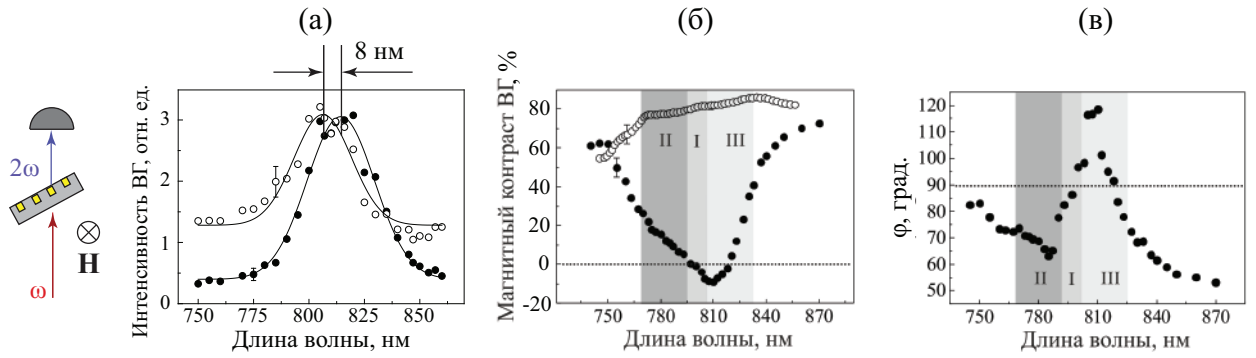 (а)
(б)
(в)
8 нм
2ω
ω
H
Интенсивность ВГ, отн. ед.
3
2
1
0
750 775 800 825 850
Длина волны, нм
Магнитный контраст ВГ, %
80
60
40
20
0
-20
II I III
750 780 810 840 870
Длина волны, нм
φ, град.
120
110
100
90
80
70
60
50
II I III
750 780 810 840 870
Длина волны, нм